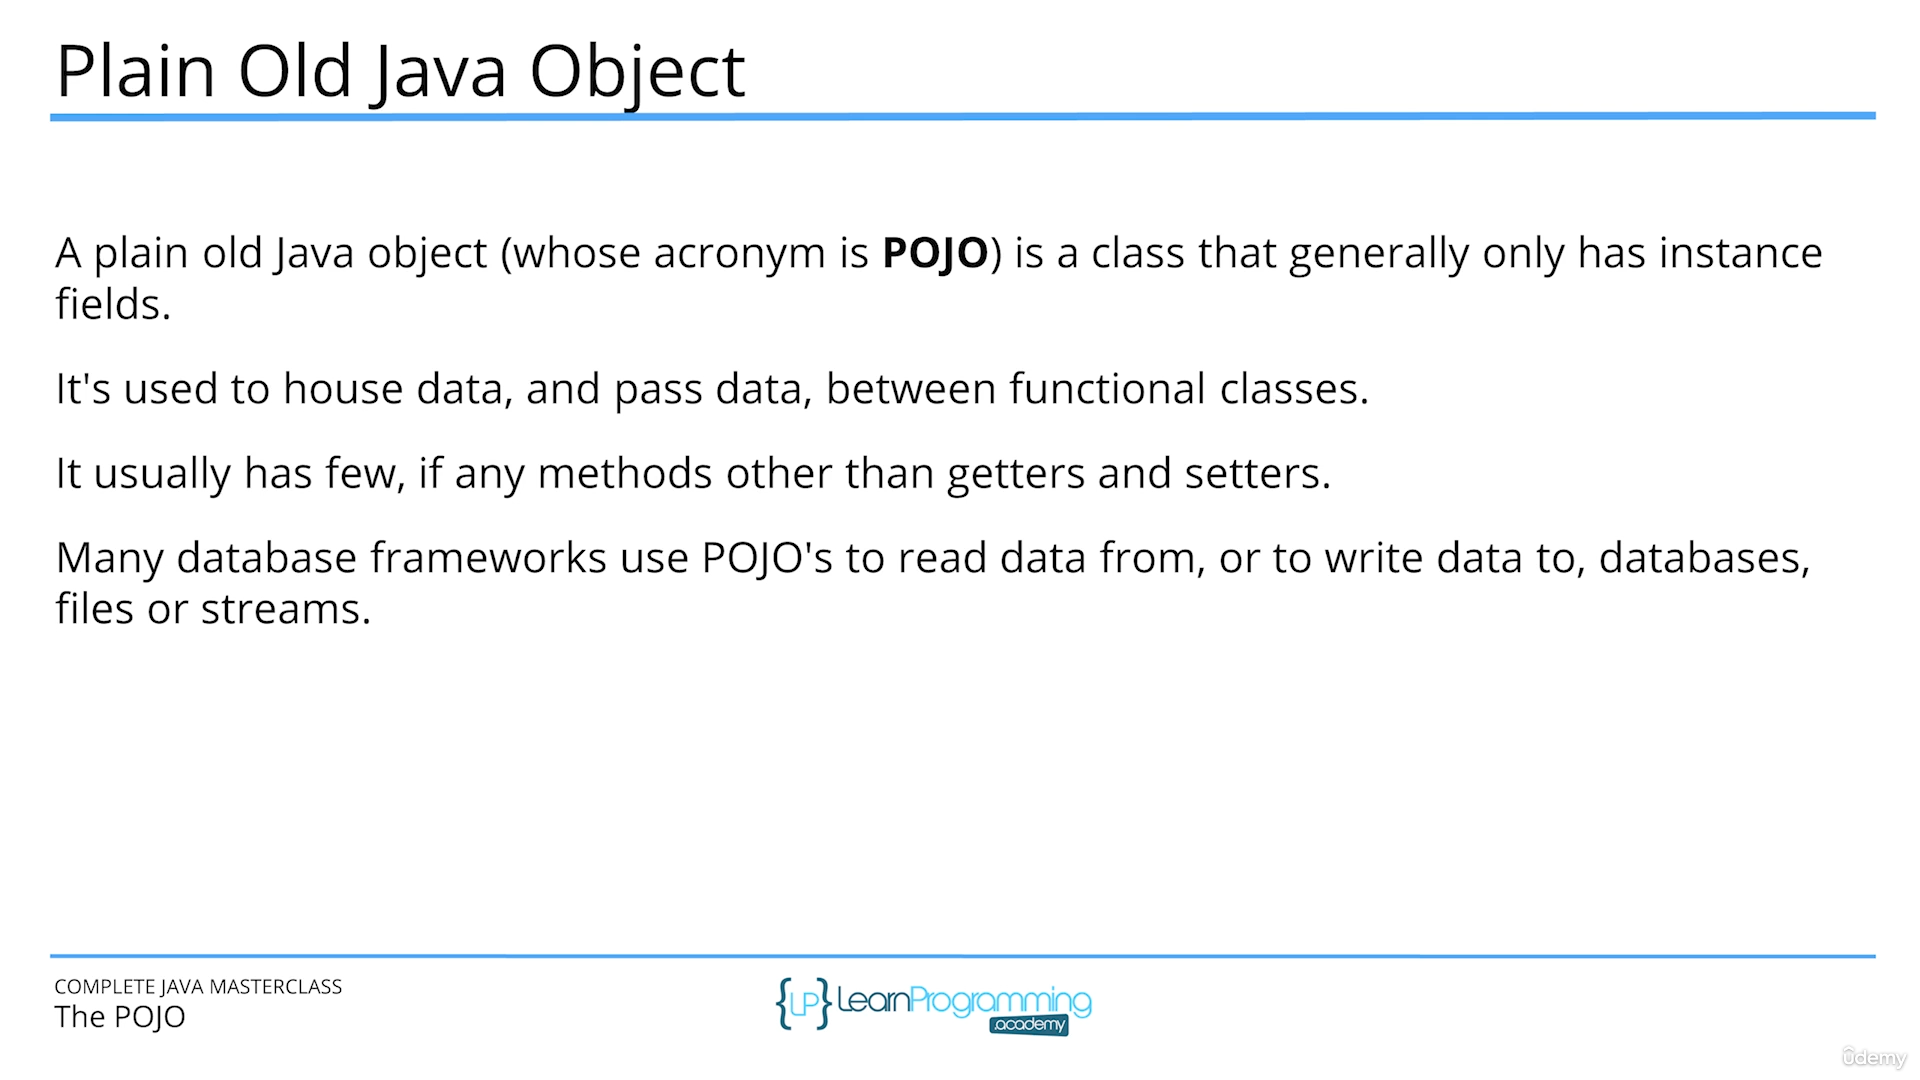 Plain Old Java Object
A plain old Java object (whose acronym is POJO) is a class that generally only has instance
fields.
It's used to house data, and pass data, between functional classes.
It usually has few, if any methods other than getters and setters.
Many database frameworks use POJO's to read data from, or to write data to, databases,
files or streams.
COMPLETE JAVA MASTERCLASS
The POJO
{LP} LearnProgramming
.academy
ûdemy